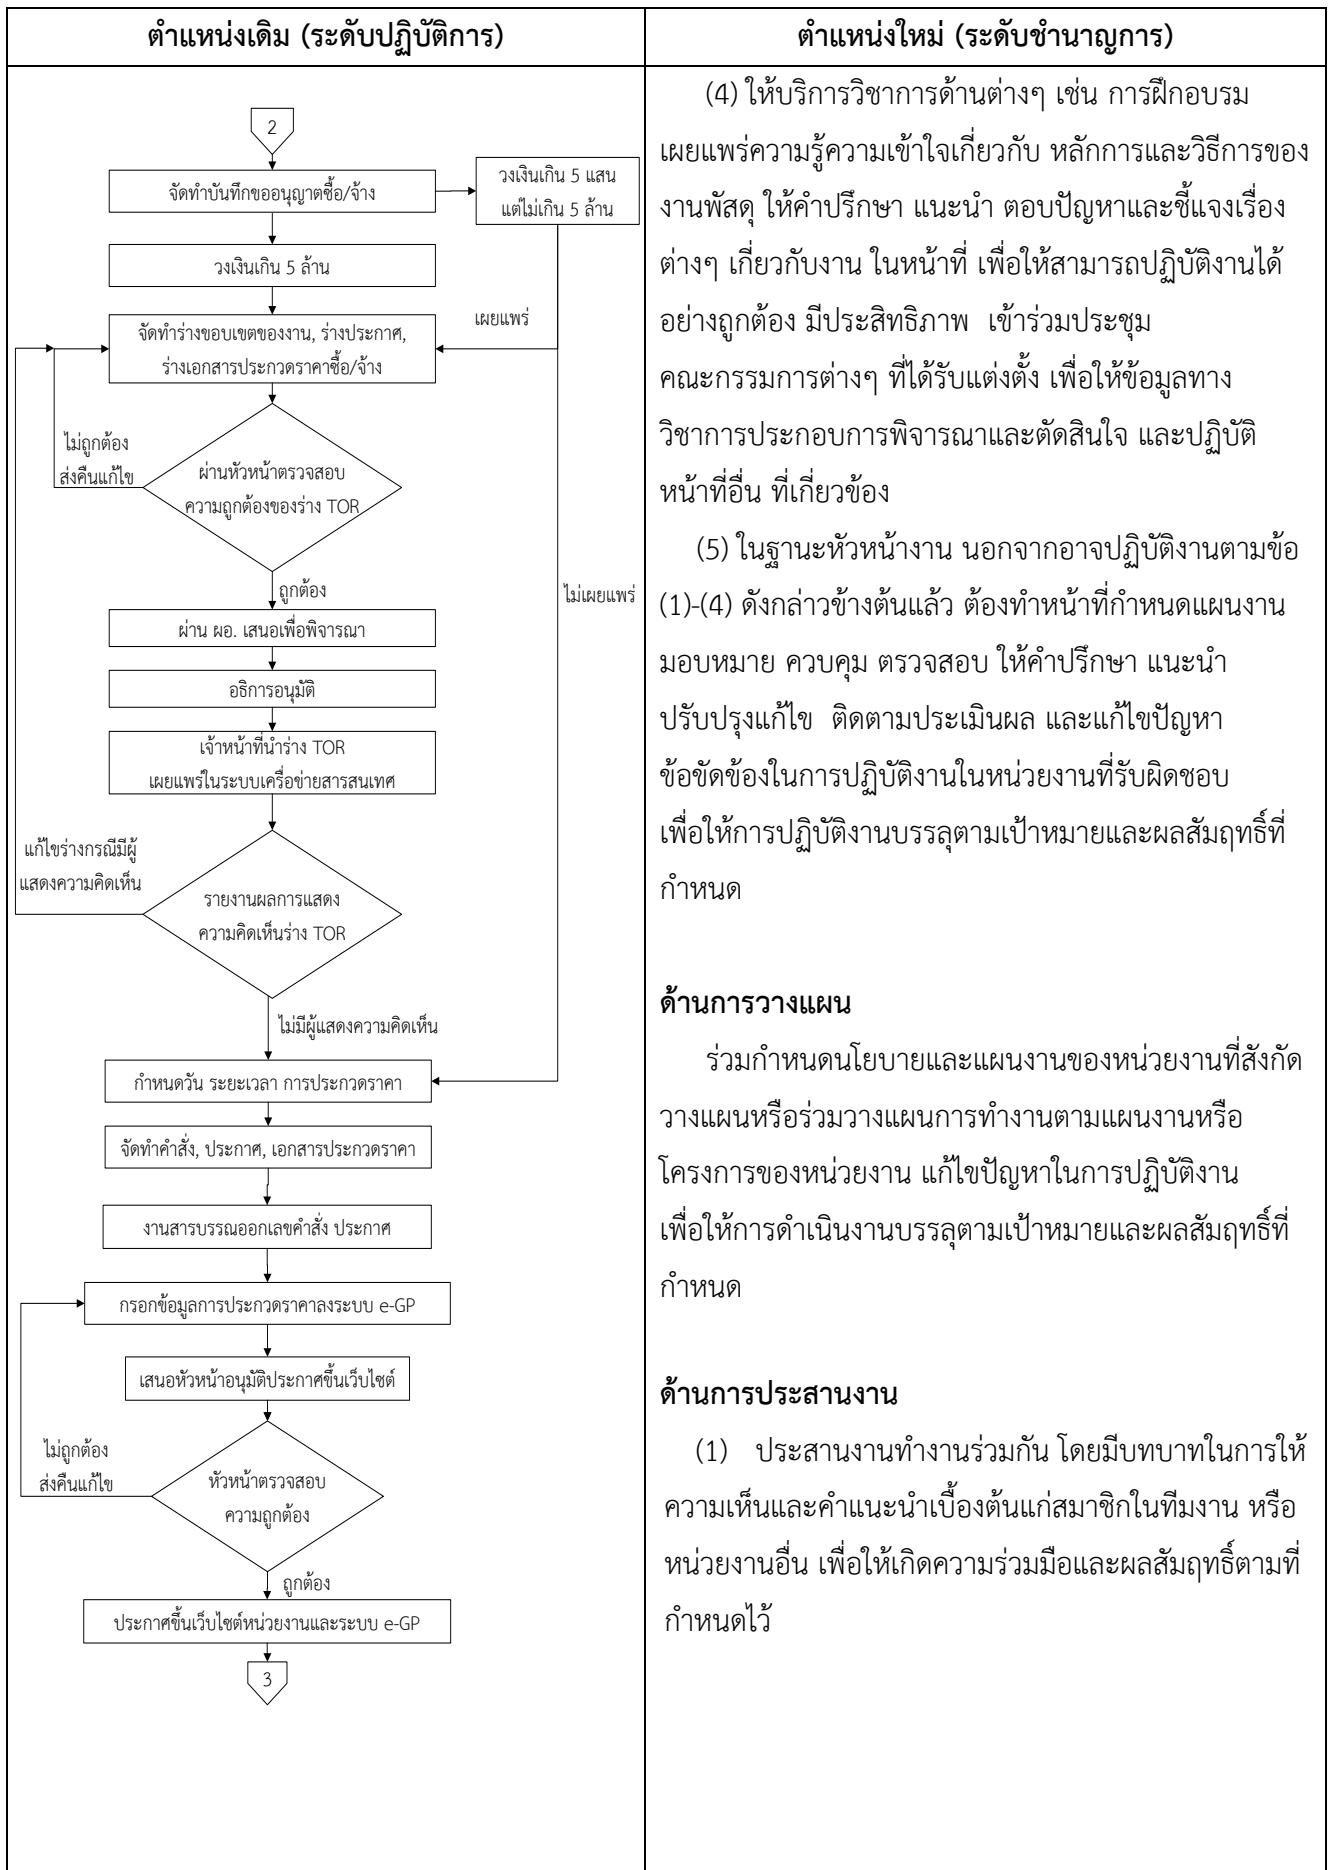 ตำแหน่งเดิม (ระดับปฏิบัติการ)
2
จัดทำบันทึกขออนุญาตซื้อ/จ้าง
วงเงินเกิน 5 แสน
แต่ไม่เกิน 5 ล้าน
วงเงินเกิน 5 ล้าน
เผยแพร่
จัดทำร่างขอบเขตของงาน, ร่างประกาศ,
ร่างเอกสารประกวดราคาซื้อ/จ้าง
ไม่ถูกต้อง
ส่งคืนแก้ไข
ผ่านหัวหน้าตรวจสอบ
ความถูกต้องของร่าง TOR
ถูกต้อง
ไม่เผยแพร่
ผ่าน ผอ. เสนอเพื่อพิจารณา
อธิการอนุมัติ
เจ้าหน้าที่นำร่าง TOR
เผยแพร่ในระบบเครือข่ายสารสนเทศ
แก้ไขร่างกรณีมีผู้
แสดงความคิดเห็น
รายงานผลการแสดง
ความคิดเห็นร่าง TOR
ไม่มีผู้แสดงความคิดเห็น
กำหนดวัน ระยะเวลา การประกวดราคา
จัดทำคำสั่ง, ประกาศ, เอกสารประกวดราคา
งานสารบรรณออกเลขคำสั่ง ประกาศ
กรอกข้อมูลการประกวดราคาลงระบบ e-GP
เสนอหัวหน้าอนุมัติประกาศขึ้นเว็บไซต์
ไม่ถูกต้อง
ส่งคืนแก้ไข
หัวหน้าตรวจสอบ
ความถูกต้อง
ถูกต้อง
ประกาศขึ้นเว็บไซต์หน่วยงานและระบบ e-GP
3
ตำแหน่งใหม่ (ระดับชำนาญการ)
(4) ให้บริการวิชาการด้านต่างๆ เช่น การฝึกอบรม
เผยแพร่ความรู้ความเข้าใจเกี่ยวกับ หลักการและวิธีการของ
งานพัสดุ ให้คำปรึกษา แนะนำ ตอบปัญหาและชี้แจงเรื่อง
ต่างๆ เกี่ยวกับงาน ในหน้าที่ เพื่อให้สามารถปฏิบัติงานได้
อย่างถูกต้อง มีประสิทธิภาพ เข้าร่วมประชุม
คณะกรรมการต่างๆ ที่ได้รับแต่งตั้ง เพื่อให้ข้อมูลทาง
วิชาการประกอบการพิจารณาและตัดสินใจ และปฏิบัติ
หน้าที่อื่น ที่เกี่ยวข้อง
(5) ในฐานะหัวหน้างาน นอกจากอาจปฏิบัติงานตามข้อ
(1)-(4) ดังกล่าวข้างต้นแล้ว ต้องทำหน้าที่กำหนดแผนงาน
มอบหมาย ควบคุม ตรวจสอบ ให้คำปรึกษา แนะนำ
ปรับปรุงแก้ไข ติดตามประเมินผล และแก้ไขปัญหา
ข้อขัดข้องในการปฏิบัติงานในหน่วยงานที่รับผิดชอบ
เพื่อให้การปฏิบัติงานบรรลุตามเป้าหมายและผลสัมฤทธิ์ที่
กำหนด
ด้านการวางแผน
ร่วมกำหนดนโยบายและแผนงานของหน่วยงานที่สังกัด
วางแผนหรือร่วมวางแผนการทำงานตามแผนงานหรือ
โครงการของหน่วยงาน แก้ไขปัญหาในการปฏิบัติงาน
เพื่อให้การดำเนินงานบรรลุตามเป้าหมายและผลสัมฤทธิ์ที่
กำหนด
ด้านการประสานงาน
(1) ประสานงานทำงานร่วมกัน โดยมีบทบาทในการให้
ความเห็นและคำแนะนำเบื้องต้นแก่สมาชิกในทีมงาน หรือ
หน่วยงานอื่น เพื่อให้เกิดความร่วมมือและผลสัมฤทธิ์ตามที่
กำหนดไว้